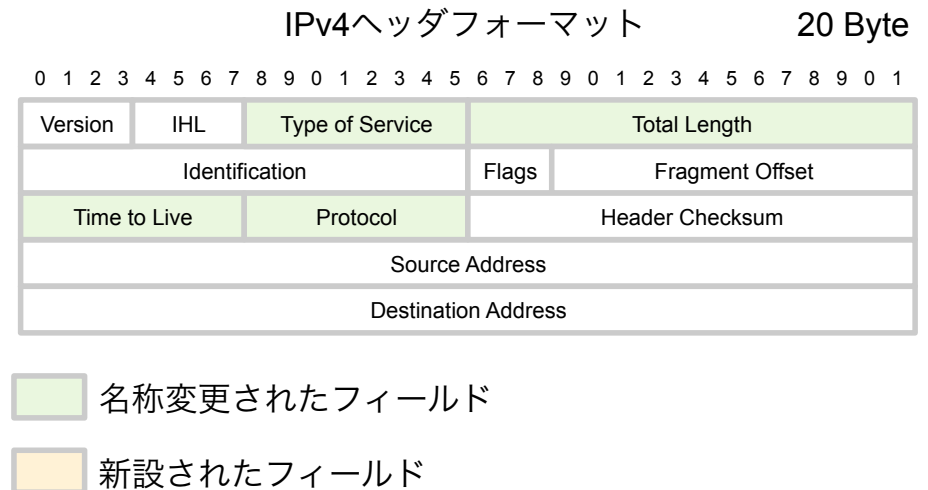 IPv4ヘッダフォーマット 20 Byte
0 1 2 3 4 5 6 7 8 9 0 1 2 3 4 5 6 7 8 9 0 1 2 3 4 5 6 7 8 9 0 1
Version IHL Type of Service Total Length
Identification Flags Fragment Offset
Time to Live Protocol Header Checksum
Source Address
Destination Address
名称変更されたフィールド
新設されたフィールド